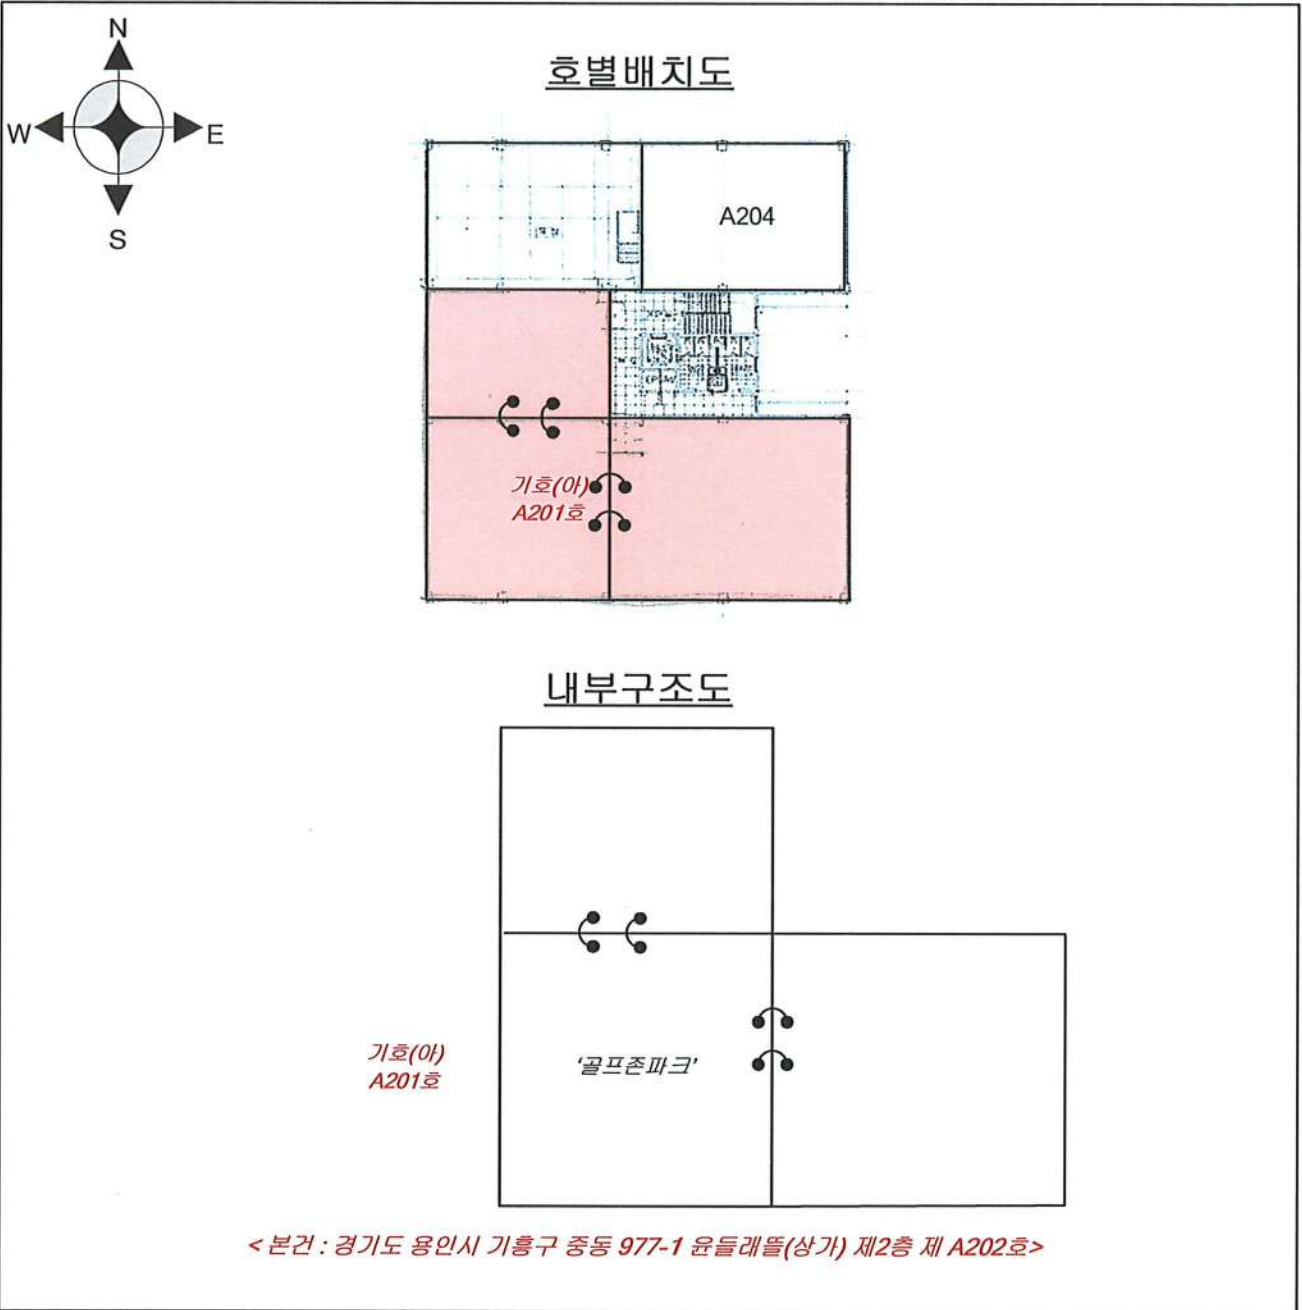 N
W E
S
호별배치도
A204
기호(아)
A201호
내부구조도
기호(아)
A201호
'골프존파크'
<본건 : 경기도 용인시 기흥구 중동 977-1 윤들래뜰(상가) 제2층 제 A202호>